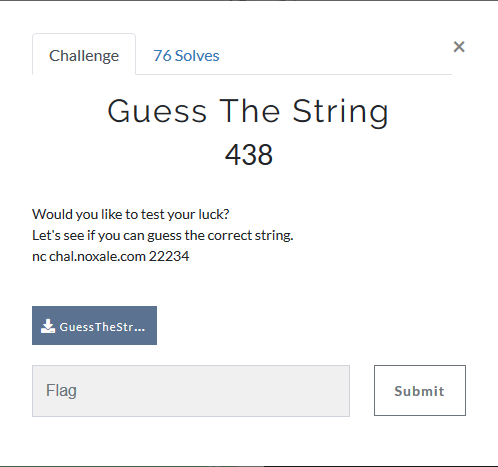 Challenge
76 Solves
×
Guess The String
438
Would you like to test your luck?
Let's see if you can guess the correct string.
nc chal.noxale.com 22234
GuessTheStr...
Flag
Submit